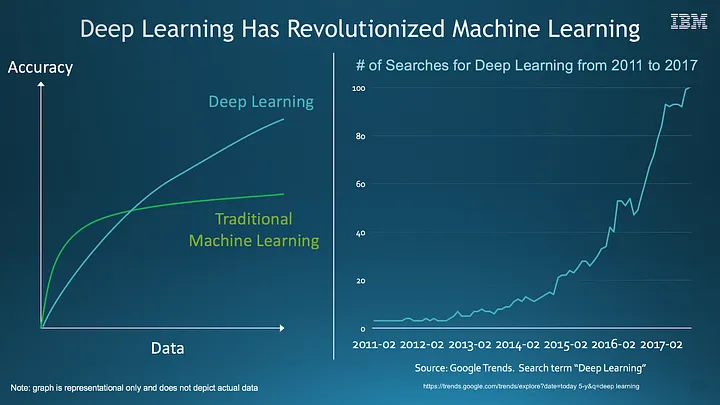 Deep Learning Has Revolutionized Machine Learning
IBM
Accuracy
Deep Learning
Traditional
Machine Learning
Data
Note: graph is representational only and does not depict actual data
# of Searches for Deep Learning from 2011 to 2017
100
80
60
40
20
0
2011-02 2012-02 2013-02 2014-02 2015-02 2016-02 2017-02
Source: Google Trends. Search term "Deep Learning"
https://trends.google.com/trends/explore?date=today 5-y&q=deep learning